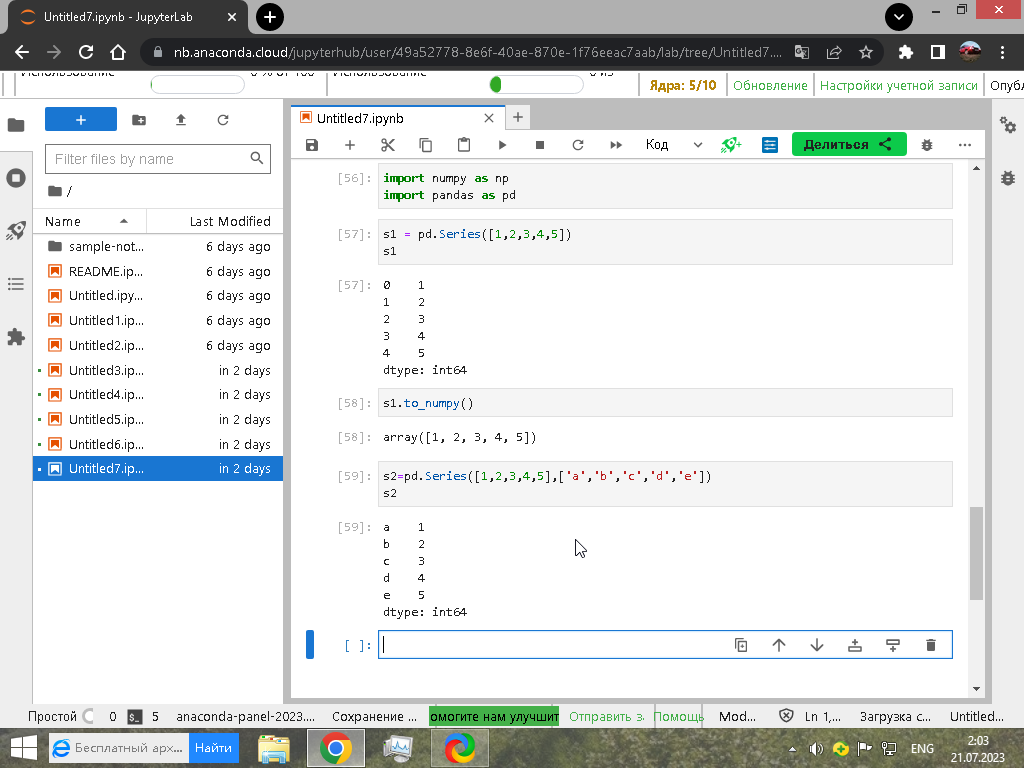 Untitled7.ipynb - JupyterLab
nb.anaconda.cloud/jupyterhub/user/49a52778-8e6f-40ae-870e-1f76eeac7aab/lab/tree/Untitled7....
Использование 0 % от 100 Использование 0 из
Ядра: 5/10 Обновление Настройки учетной записи Опубл
Untitled7.ipynb
Filter files by name
Код
Делиться
/
Name Last Modified
sample-not... 6 days ago
README.ip... 6 days ago
Untitled.ipy... 6 days ago
Untitled1.ip... 6 days ago
Untitled2.ip... 6 days ago
Untitled3.ip... in 2 days
Untitled4.ip... in 2 days
Untitled5.ip... in 2 days
Untitled6.ip... in 2 days
Untitled7.ip... in 2 days
[56]: import numpy as np
import pandas as pd
[57]: s1 = pd.Series([1,2,3,4,5])
s1
[57]: 0 1
1 2
2 3
3 4
4 5
dtype: int64
[58]: s1.to_numpy()
[58]: array([1, 2, 3, 4, 5])
[59]: s2=pd.Series([1,2,3,4,5],['a','b','c','d','e'])
s2
[59]: a 1
b 2
c 3
d 4
e 5
dtype: int64
[ ]:
Простой 0 $_ 5 anaconda-panel-2023.... Сохранение ... омогите нам улучшит Отправить з. Помощь Mod... Ln 1,... Загрузка с... Untitled...
Бесплатный арх... Найти
ENG
2:03
21.07.2023